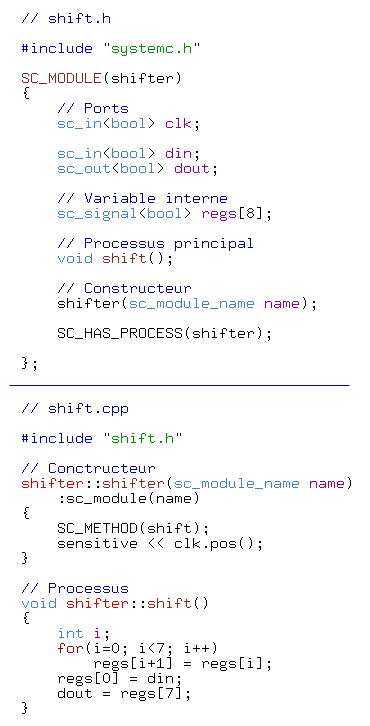 // shift.h
#include "systemc.h"
SC_MODULE(shifter)
{
// Ports
sc_in<bool> clk;
sc_in<bool> din;
sc_out<bool> dout;
// Variable interne
sc_signal<bool> regs[8];
// Processus principal
void shift();
// Constructeur
shifter(sc_module_name name);
SC_HAS_PROCESS(shifter);
};
// shift.cpp
#include "shift.h"
// Conctructeur
shifter::shifter(sc_module_name name)
:sc_module(name)
{
SC_METHOD(shift);
sensitive << clk.pos();
}
// Processus
void shifter::shift()
{
int i;
for(i=0; i<7; i++)
regs[i+1] = regs[i];
regs[0] = din;
dout = regs[7];
}